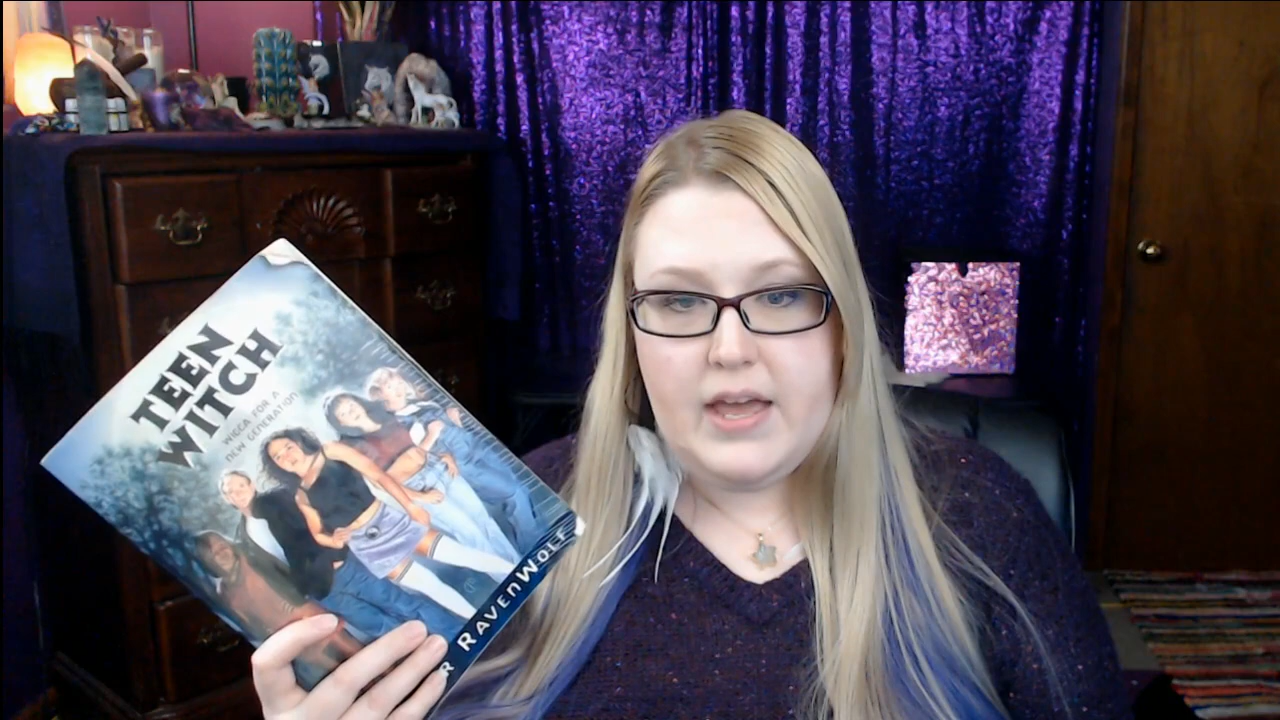 TEEN
WITCH
WICCA FOR A
NEW GENERATION
R RAVENWOLF